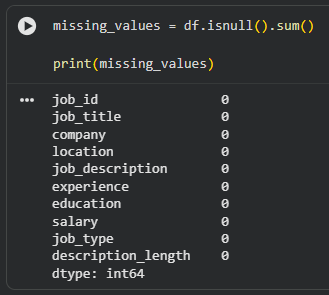 missing_values = df.isnull().sum()
print(missing_values)
job_id 0
job_title 0
company 0
location 0
job_description 0
experience 0
education 0
salary 0
job_type 0
description_length 0
dtype: int64